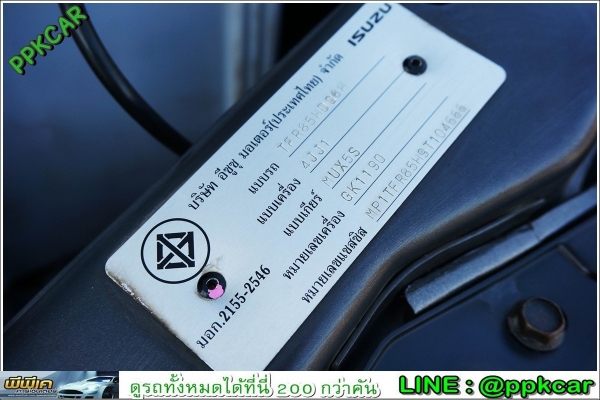 PPKCAR
ISUZU
บริษัท อีซูซุ มอเตอร์(ประเทศไทย) จำกัด
แบบรถ
แบบเครื่อง 4JJ1
แบบเกียร์ MUX5S
หมายเลขเครื่อง GK1190
หมายเลขแชสซิส MP1TFR85H9T104666
มอก.2155-2546
พีพีเค
ดูรถทั้งหมดได้ที่นี่ 200 กว่าคัน
LINE : @ppkcar